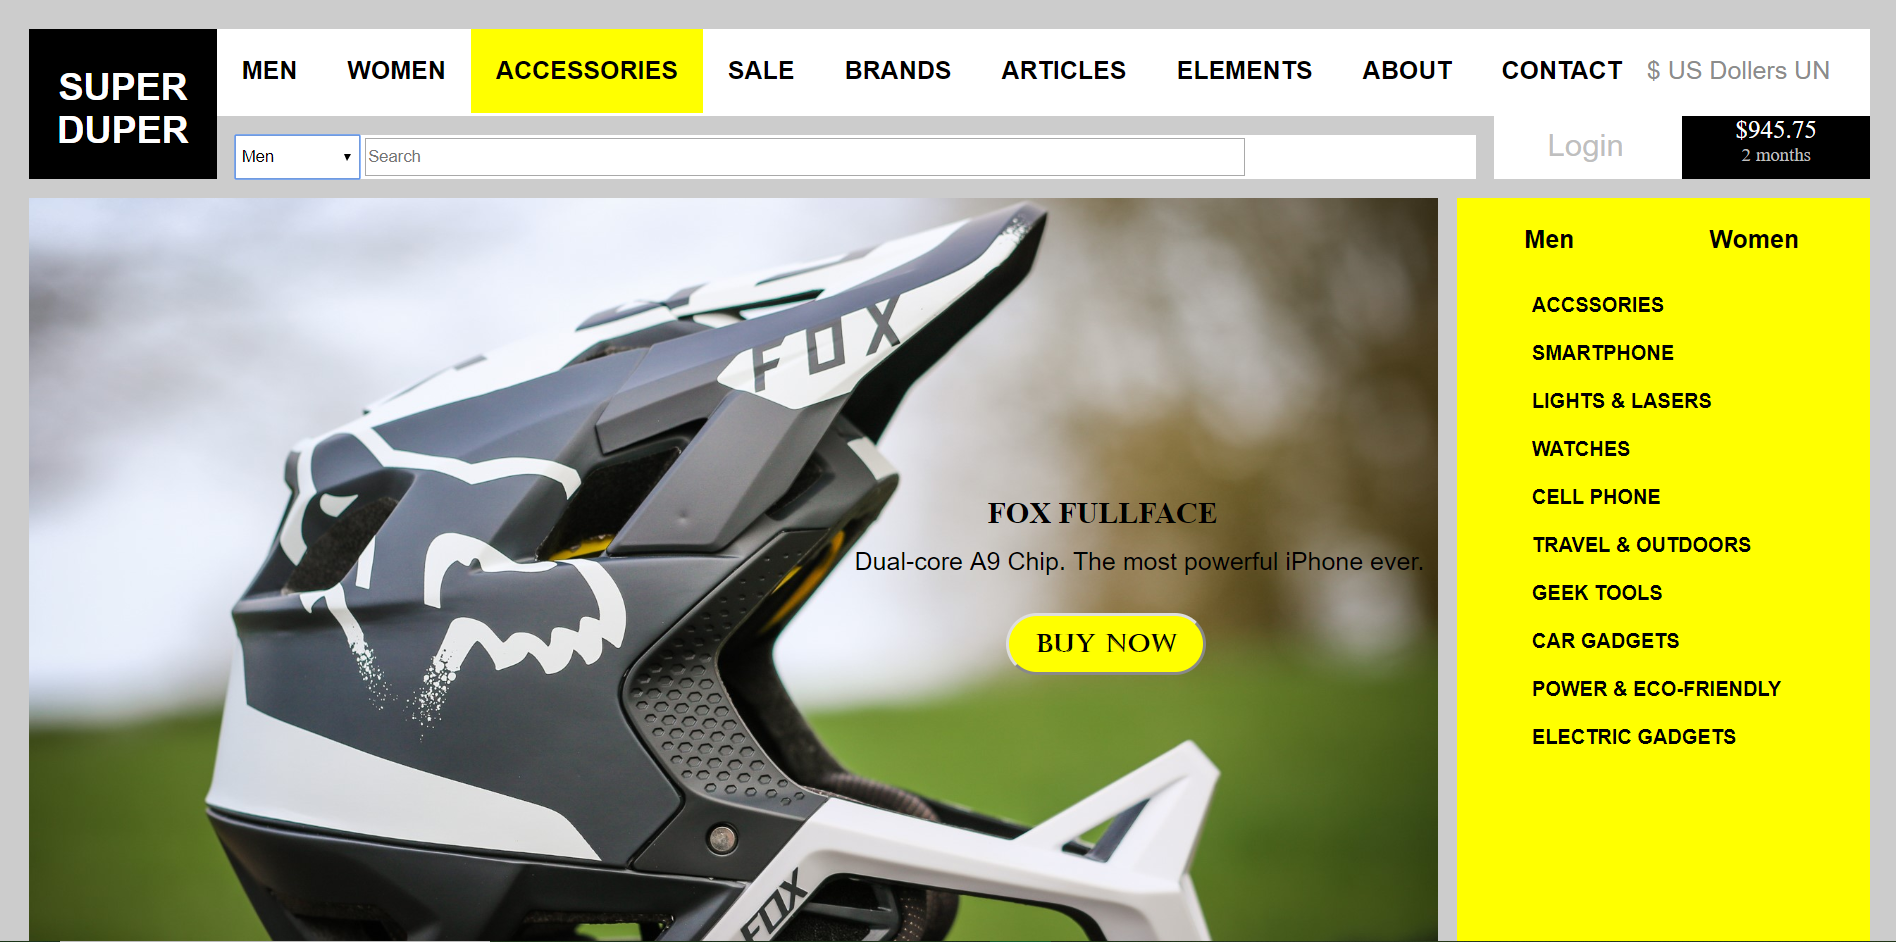 SUPER
DUPER
MEN WOMEN ACCESSORIES SALE BRANDS ARTICLES ELEMENTS ABOUT CONTACT $ US Dollers UN
Men Search
Login
$945.75
2 months
FOX
FOX FULLFACE
Dual-core A9 Chip. The most powerful iPhone ever.
BUY NOW
FOX
Men Women
ACCSSORIES
SMARTPHONE
LIGHTS & LASERS
WATCHES
CELL PHONE
TRAVEL & OUTDOORS
GEEK TOOLS
CAR GADGETS
POWER & ECO-FRIENDLY
ELECTRIC GADGETS